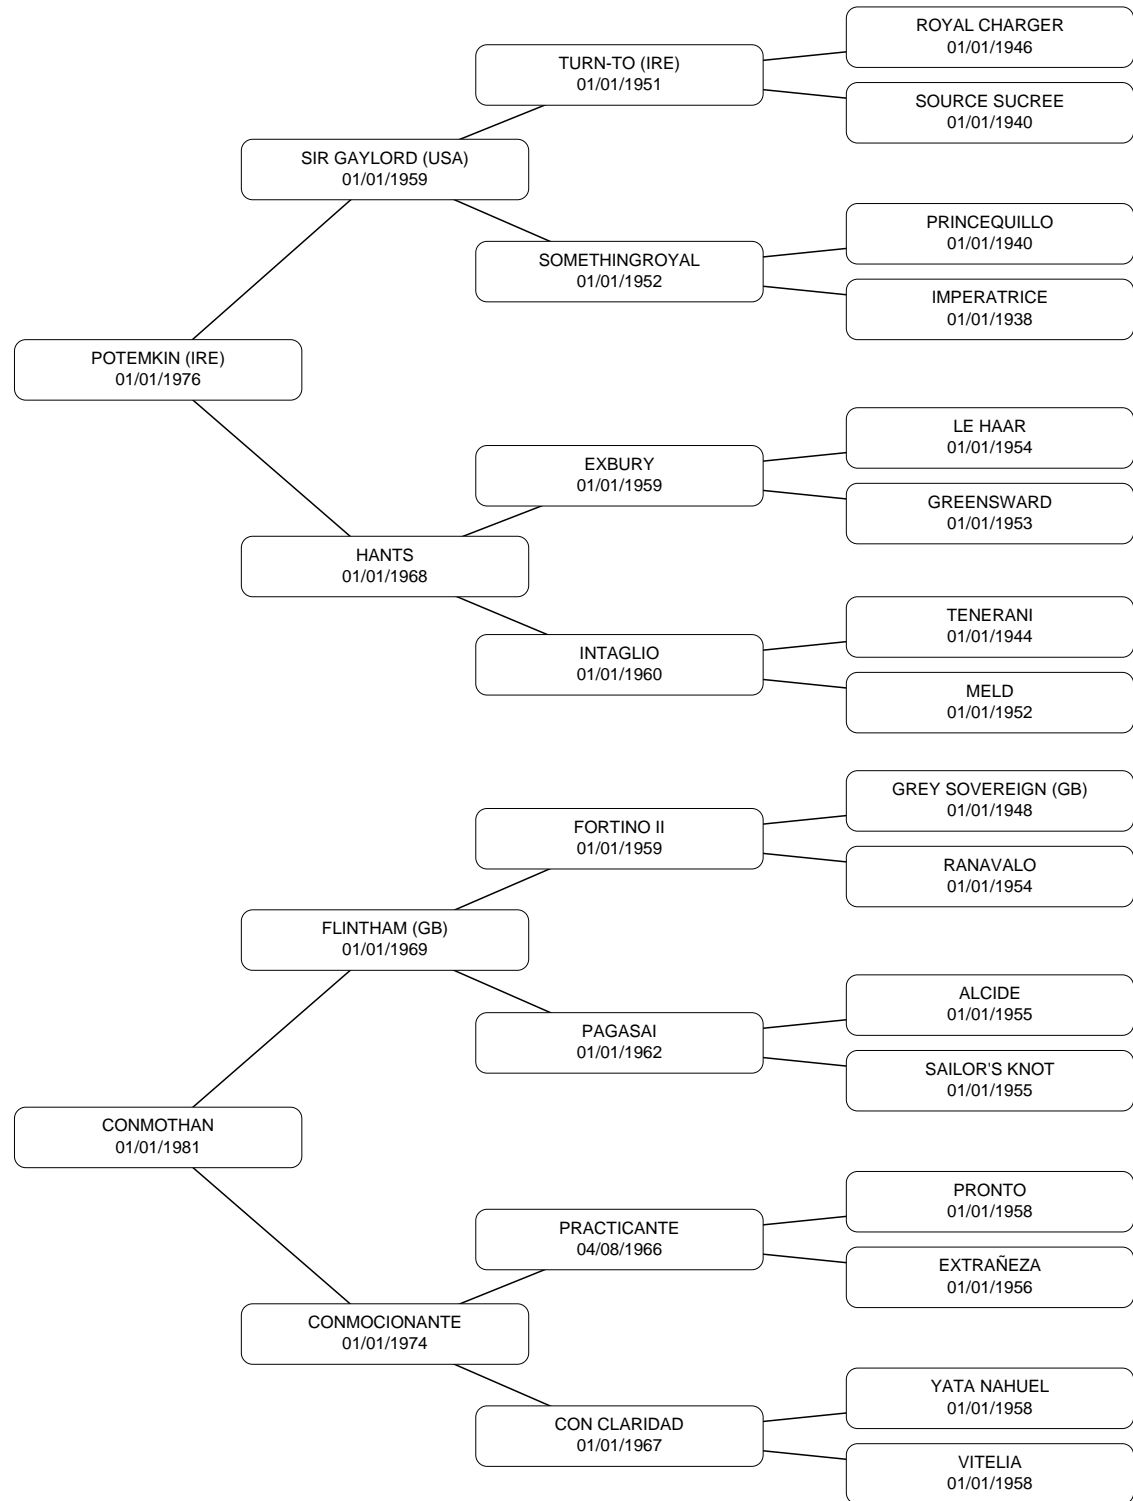 ROYAL CHARGER
01/01/1946
TURN-TO (IRE)
01/01/1951
SOURCE SUCREE
01/01/1940
SIR GAYLORD (USA)
01/01/1959
PRINCEQUILLO
01/01/1940
SOMETHINGROYAL
01/01/1952
IMPERATRICE
01/01/1938
POTEMKIN (IRE)
01/01/1976
LE HAAR
01/01/1954
EXBURY
01/01/1959
GREENSWARD
01/01/1953
HANTS
01/01/1968
TENERANI
01/01/1944
INTAGLIO
01/01/1960
MELD
01/01/1952
GREY SOVEREIGN (GB)
01/01/1948
FORTINO II
01/01/1959
RANAVALO
01/01/1954
FLINTHAM (GB)
01/01/1969
ALCIDE
01/01/1955
PAGASAI
01/01/1962
SAILOR'S KNOT
01/01/1955
CONMOTHAN
01/01/1981
PRONTO
01/01/1958
PRACTICANTE
04/08/1966
EXTRAÑEZA
01/01/1956
CONMOCIONANTE
01/01/1974
YATA NAHUEL
01/01/1958
CON CLARIDAD
01/01/1967
VITELIA
01/01/1958